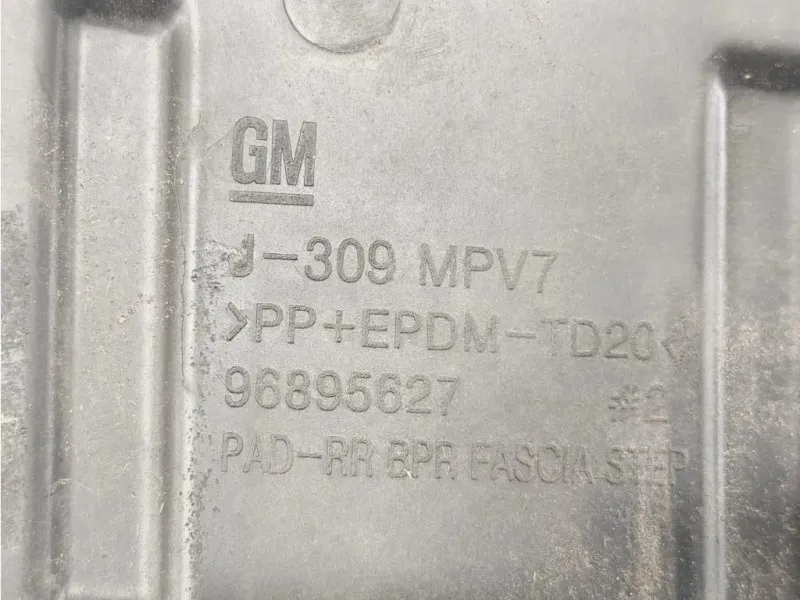 GM
J-309 MPV7
>PP+EPDM-TD20<
96895627 #2
PAD-RR BPR FASCIA STEP